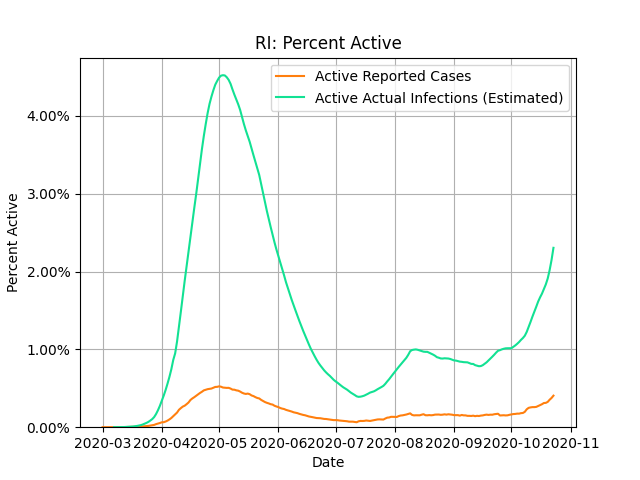 RI: Percent Active
Active Reported Cases
Active Actual Infections (Estimated)
4.00%
3.00%
2.00%
1.00%
0.00%
Percent Active
2020-03 2020-04 2020-05 2020-06 2020-07 2020-08 2020-09 2020-10 2020-11
Date